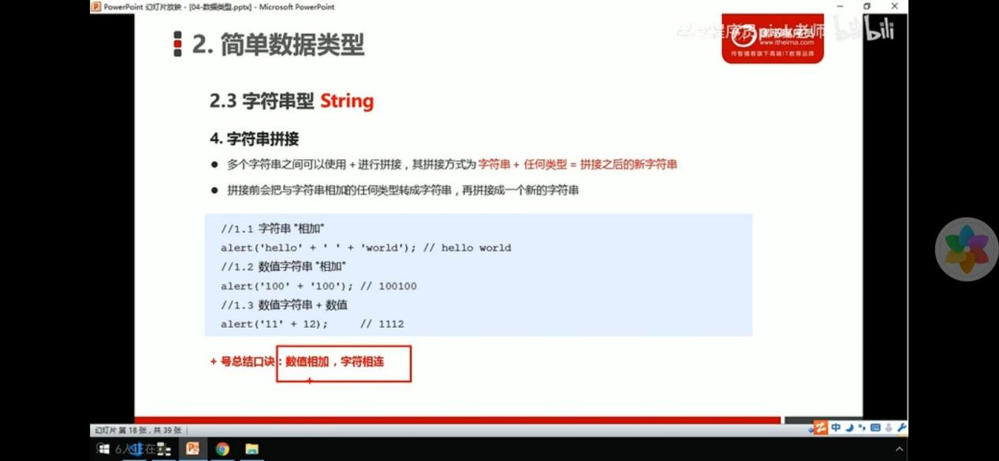 PowerPoint 幻灯片放映 - [04-数据类型.pptx] - Microsoft PowerPoint
程序员pink老师
bilibili
www.itheima.com
传智播客旗下高端IT教育品牌
2. 简单数据类型
2.3 字符串型 String
4. 字符串拼接
● 多个字符串之间可以使用 + 进行拼接，其拼接方式为 字符串 + 任何类型 = 拼接之后的新字符串
● 拼接前会把与字符串相加的任何类型转成字符串，再拼接成一个新的字符串
//1.1 字符串 "相加"
alert('hello' + ' ' + 'world'); // hello world
//1.2 数值字符串 "相加"
alert('100' + '100'); // 100100
//1.3 数值字符串 + 数值
alert('11' + 12); // 1112
+ 号总结口诀：数值相加，字符相连
幻灯片 第 18 张，共 39 张
中
6人正在